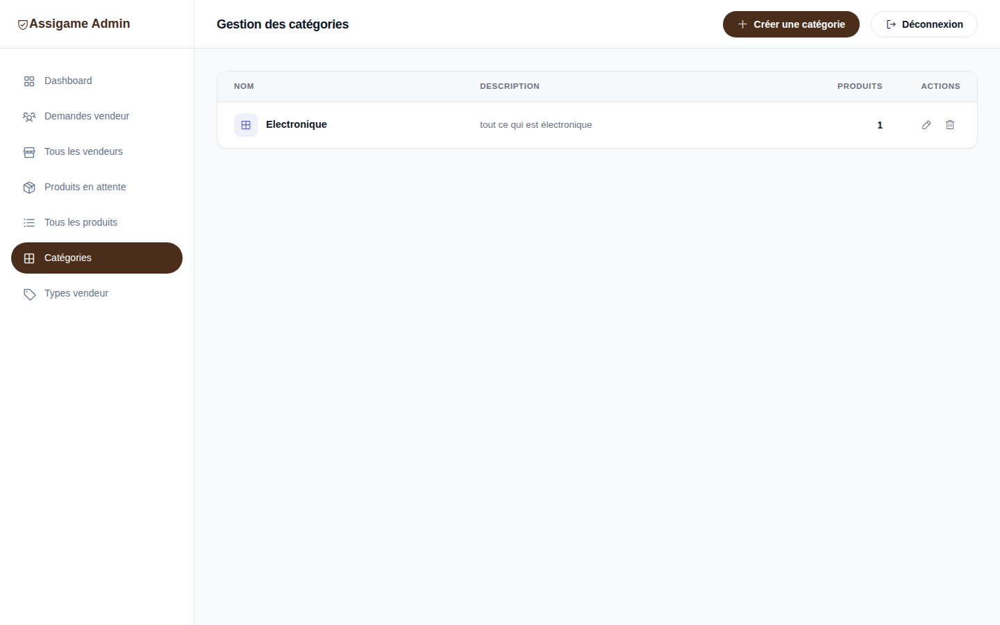 Assigame Admin
Gestion des catégories
Créer une catégorie
Déconnexion
Dashboard
Demandes vendeur
Tous les vendeurs
Produits en attente
Tous les produits
Catégories
Types vendeur
NOM DESCRIPTION PRODUITS ACTIONS
Electronique tout ce qui est électronique 1